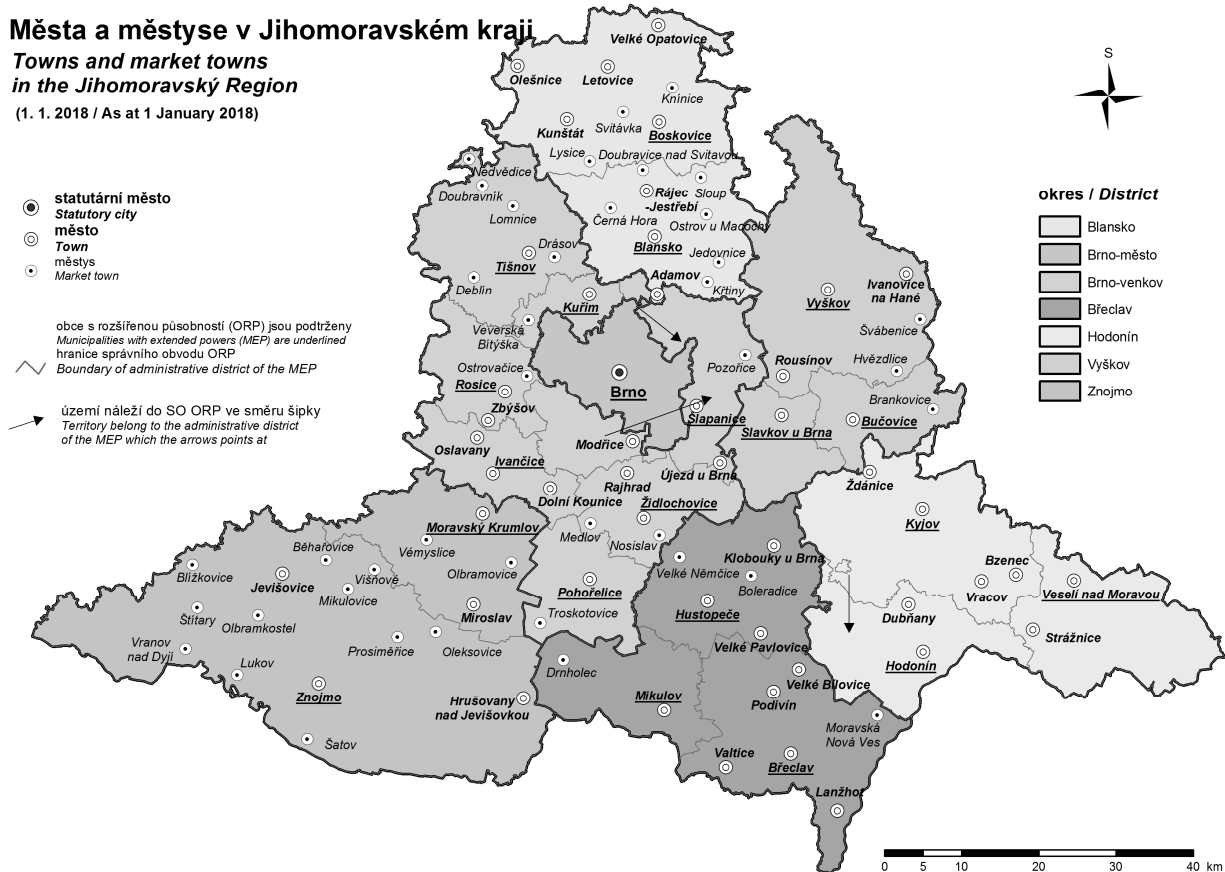 Města a městyse v Jihomoravském kraji
Towns and market towns
in the Jihomoravský Region
(1. 1. 2018 / As at 1 January 2018)
statutární město
Statutory city
město
Town
městys
Market town
obce s rozšířenou působností (ORP) jsou podtrženy
Municipalities with extended powers (MEP) are underlined
hranice správního obvodu ORP
Boundary of administrative district of the MEP
území náleží do SO ORP ve směru šipky
Territory belong to the administrative district
of the MEP which the arrows points at
S
okres / District
Blansko
Brno-město
Brno-venkov
Břeclav
Hodonín
Vyškov
Znojmo
Velké Opatovice
Olešnice
Letovice
Knínice
Svitávka
Kunštát
Boskovice
Lysice
Doubravice nad Svitavou
Nedvědice
Doubravník
Rájec
-Jestřebí
Sloup
Lomnice
Černá Hora
Ostrov u Macochy
Drásov
Blansko
Jedovnice
Tišnov
Adamov
Křtiny
Deblín
Kuřim
Vyškov
Ivanovice
na Hané
Veverská
Bítýška
Švábenice
Ostrovačice
Pozořice
Rousínov
Hvězdlice
Rosice
Brno
Zbýšov
Brankovice
Šlapanice
Slavkov u Brna
Bučovice
Oslavany
Modřice
Ivančice
Újezd u Brna
Ždánice
Rajhrad
Dolní Kounice
Židlochovice
Moravský Krumlov
Medlov
Nosislav
Kyjov
Běhařovice
Věmyslice
Klobouky u Brna
Bzenec
Blížkovice
Jevišovice
Višňové
Olbramovice
Velké Němčice
Boleradice
Mikulovice
Pohořelice
Vracov
Veselí nad Moravou
Štítary
Olbramkostel
Miroslav
Troskotovice
Hustopeče
Dubňany
Strážnice
Vranov
nad Dyjí
Prosiměřice
Oleksovice
Velké Pavlovice
Lukov
Drnholec
Hodonín
Znojmo
Hrušovany
nad Jevišovkou
Mikulov
Velké Bílovice
Podivín
Moravská
Nová Ves
Šatov
Valtice
Břeclav
Lanžhot
0 5 10 20 30 40 km